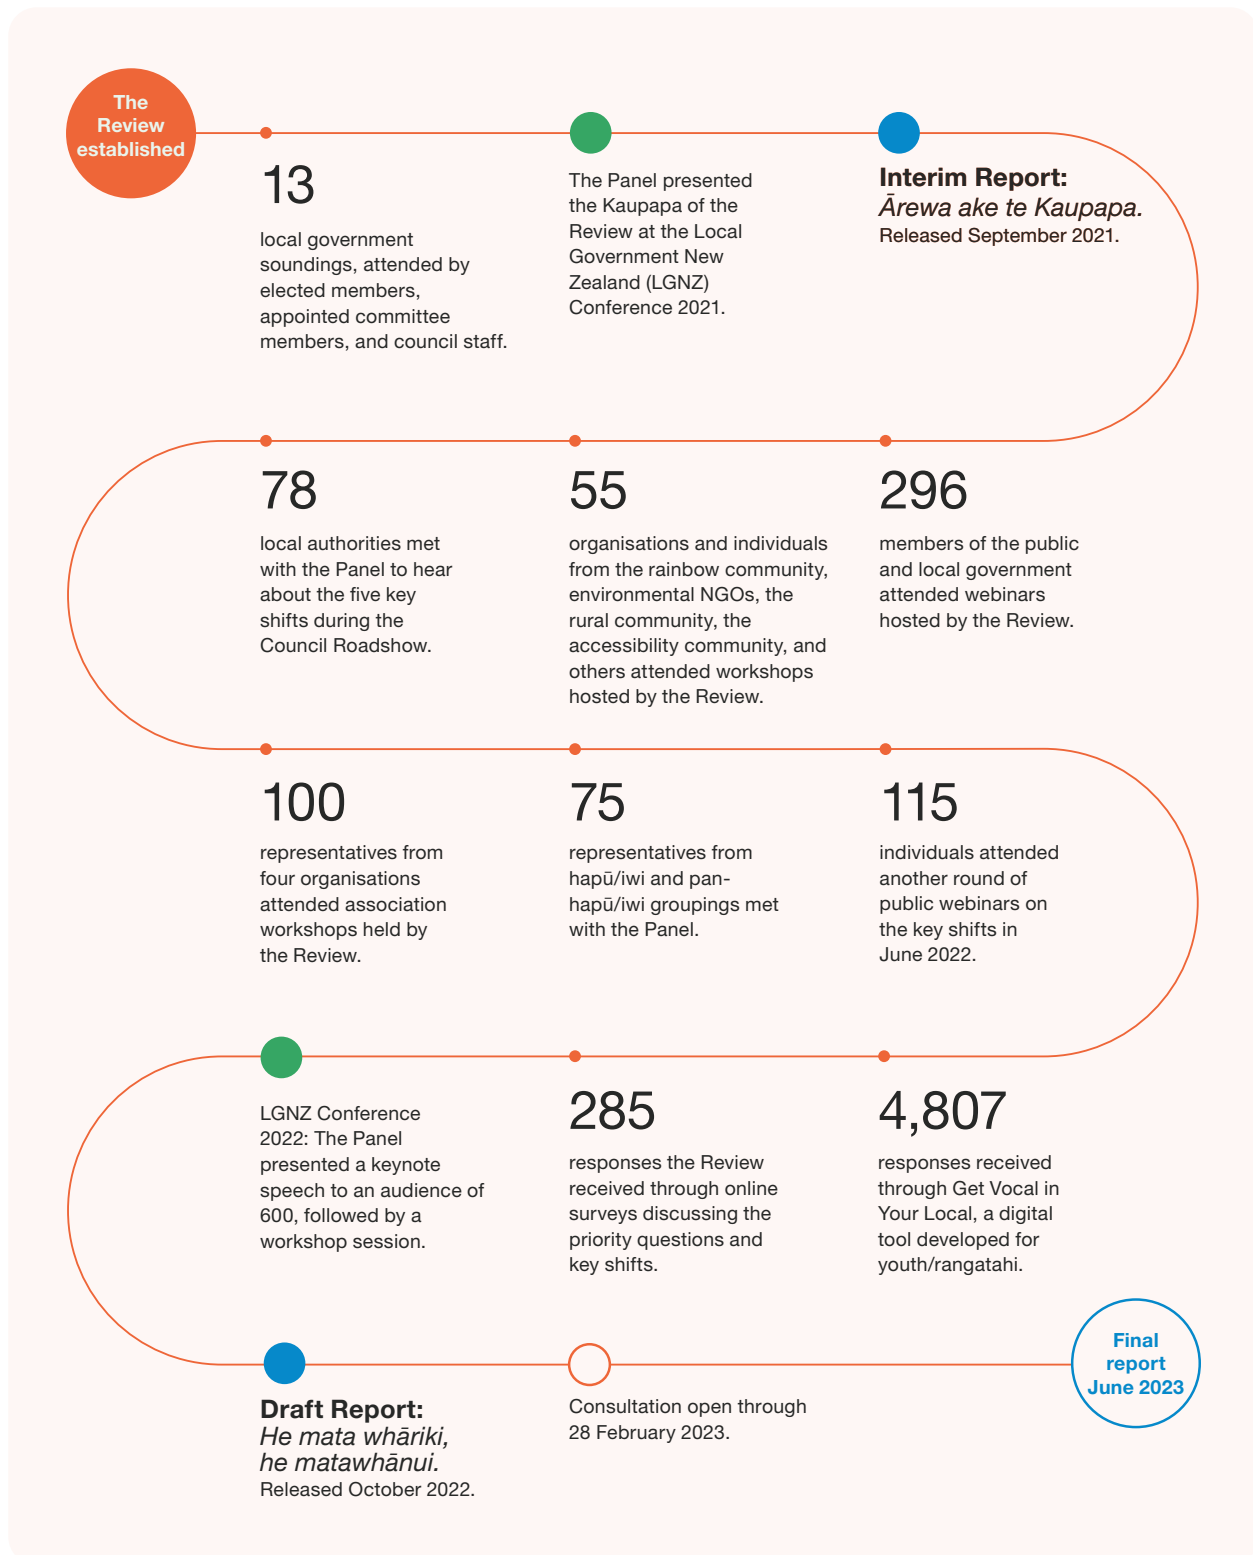 The
Review
established
13
local government
soundings, attended by
elected members,
appointed committee
members, and council staff.
The Panel presented
the Kaupapa of the
Review at the Local
Government New
Zealand (LGNZ)
Conference 2021.
Interim Report:
Ārewa ake te Kaupapa.
Released September 2021.
78
local authorities met
with the Panel to hear
about the five key
shifts during the
Council Roadshow.
55
organisations and individuals
from the rainbow community,
environmental NGOs, the
rural community, the
accessibility community, and
others attended workshops
hosted by the Review.
296
members of the public
and local government
attended webinars
hosted by the Review.
100
representatives from
four organisations
attended association
workshops held by
the Review.
75
representatives from
hapū/iwi and pan-
hapū/iwi groupings met
with the Panel.
115
individuals attended
another round of
public webinars on
the key shifts in
June 2022.
LGNZ Conference
2022: The Panel
presented a keynote
speech to an audience of
600, followed by a
workshop session.
285
responses the Review
received through online
surveys discussing the
priority questions and
key shifts.
4,807
responses received
through Get Vocal in
Your Local, a digital
tool developed for
youth/rangatahi.
Draft Report:
He mata whāriki,
he matawhānui.
Released October 2022.
Consultation open through
28 February 2023.
Final
report
June 2023